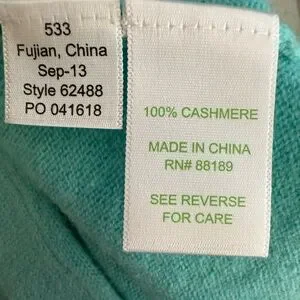 533
Fujian, China
Sep-13
Style 62488
PO 041618
100% CASHMERE
MADE IN CHINA
RN# 88189
SEE REVERSE
FOR CARE